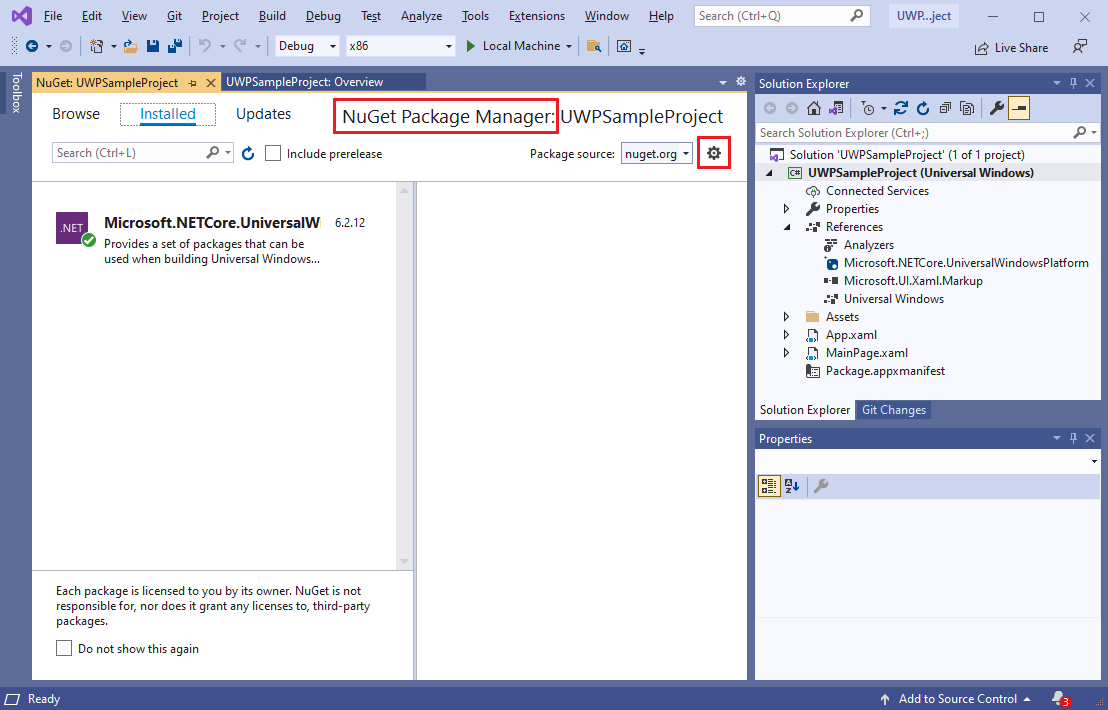 File Edit View Git Project Build Debug Test Analyze Tools Extensions Window Help Search (Ctrl+Q) UWP...ject
Debug x86 Local Machine Live Share
Toolbox
NuGet: UWPSampleProject UWPSampleProject: Overview
Browse Installed Updates NuGet Package Manager: UWPSampleProject
Search (Ctrl+L) Include prerelease Package source: nuget.org
.NET Microsoft.NETCore.UniversalW 6.2.12
Provides a set of packages that can be
used when building Universal Windows...
Each package is licensed to you by its owner. NuGet is not
responsible for, nor does it grant any licenses to, third-party
packages.
Do not show this again
Solution Explorer
Search Solution Explorer (Ctrl+;)
Solution 'UWPSampleProject' (1 of 1 project)
C# UWPSampleProject (Universal Windows)
Connected Services
Properties
References
Analyzers
Microsoft.NETCore.UniversalWindowsPlatform
Microsoft.UI.Xaml.Markup
Universal Windows
Assets
App.xaml
MainPage.xaml
Package.appxmanifest
Solution Explorer Git Changes
Properties
Ready Add to Source Control 3